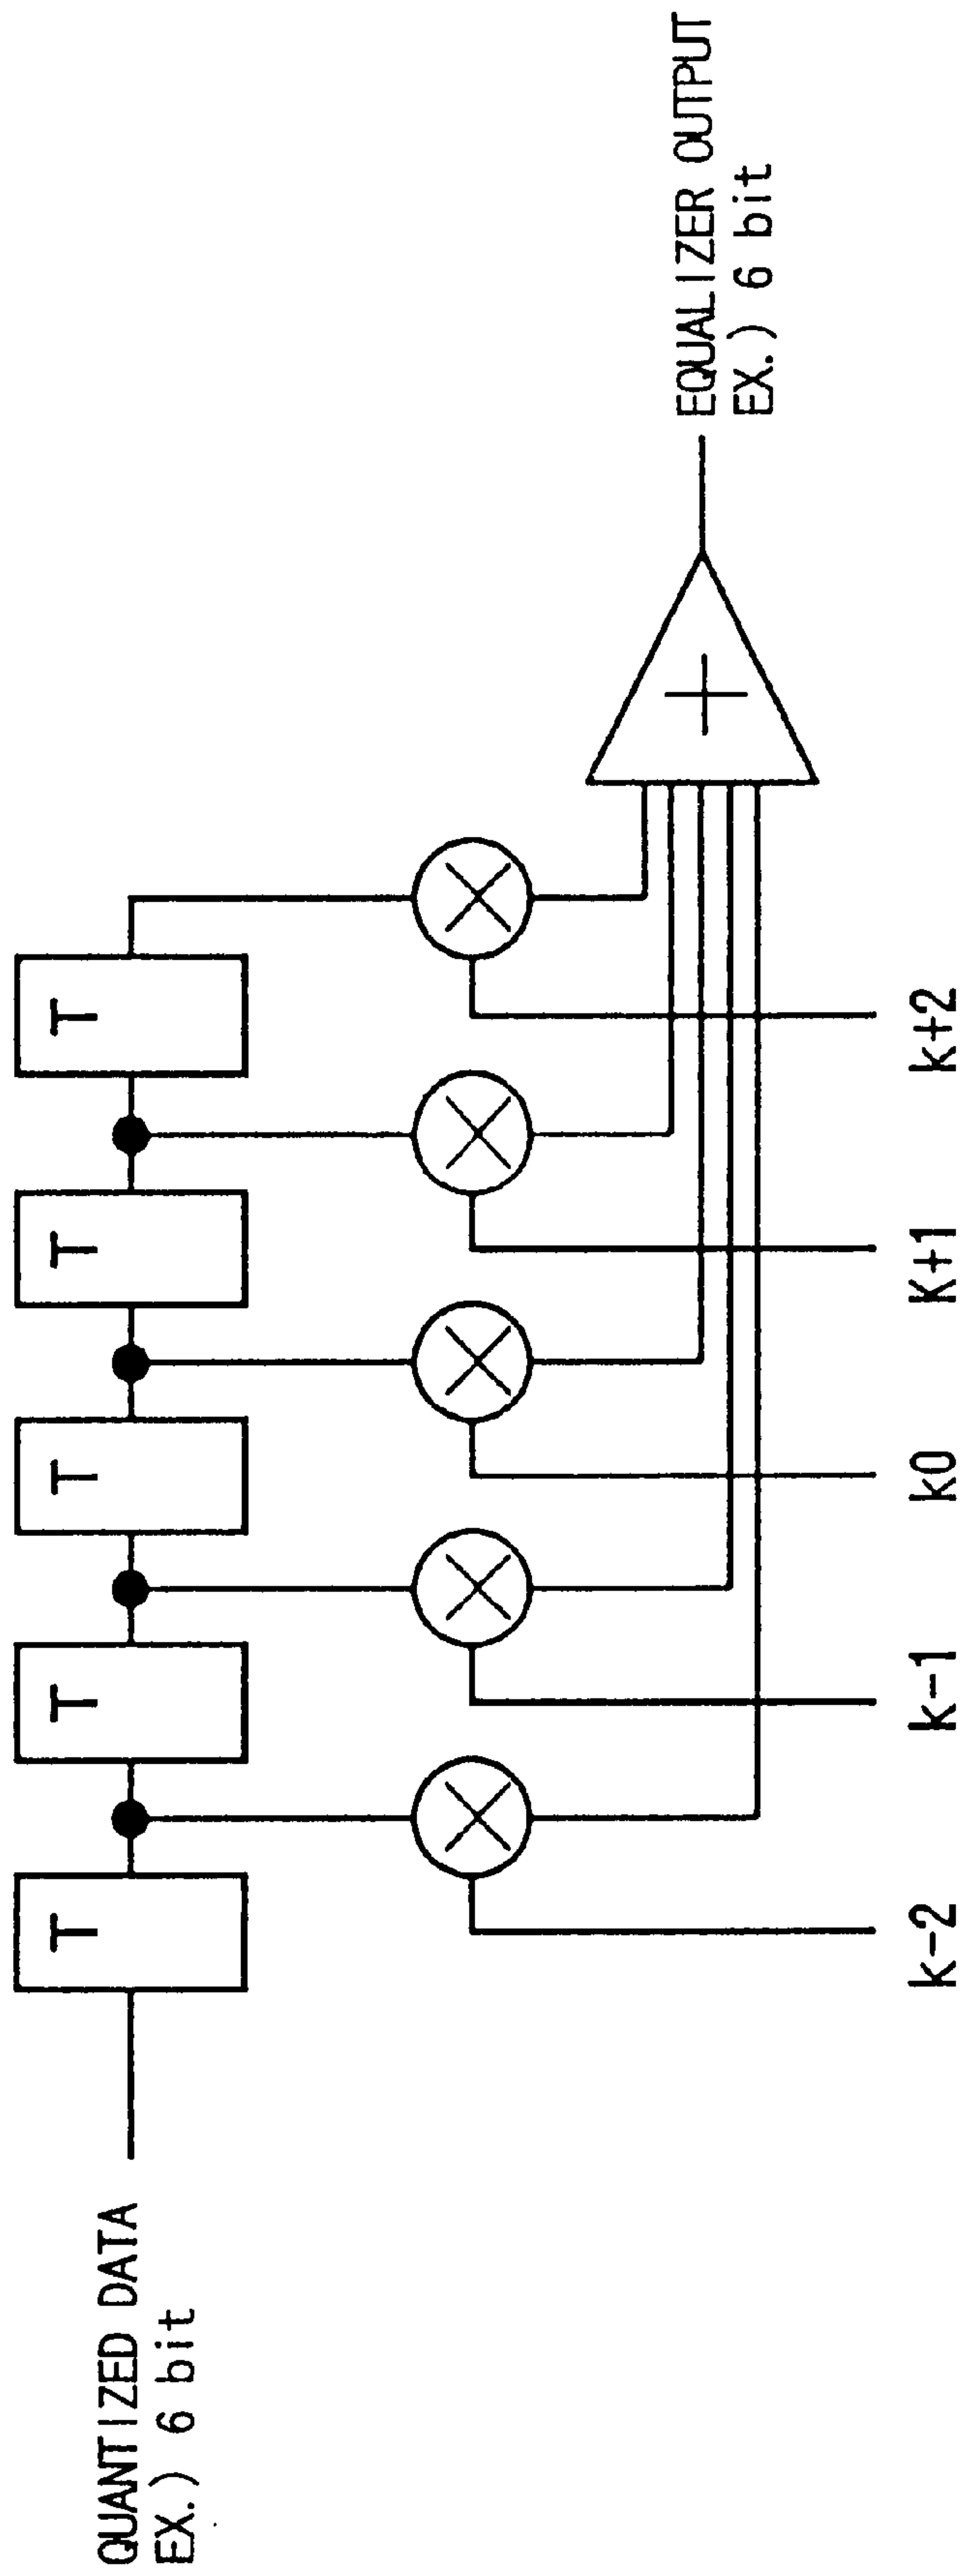 QUANTIZED DATA
EX.) 6 bit
T
T
T
T
T
k-2
k-1
k0
K+1
k+2
EQUALIZER OUTPUT
EX.) 6 bit